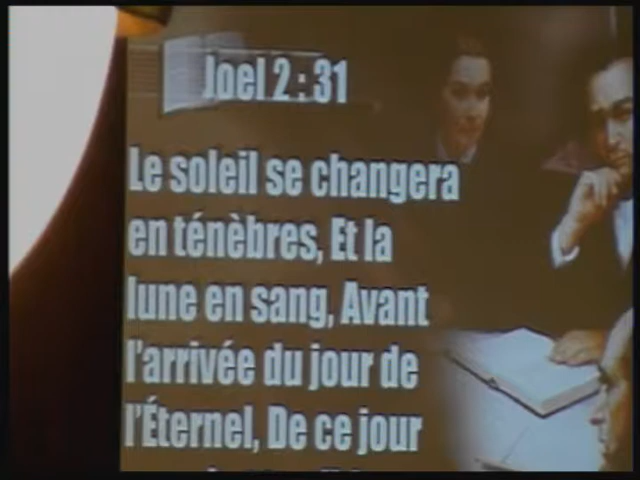 Joel 2 : 31
Le soleil se changera
en ténèbres, Et la
lune en sang, Avant
l'arrivée du jour de
l'Éternel, De ce jour